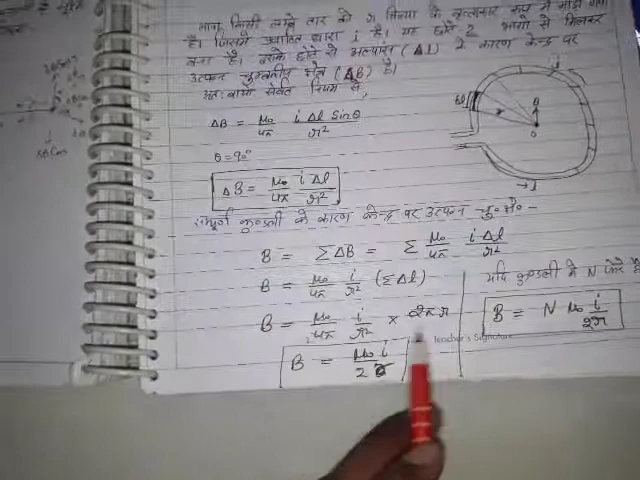 माना किसी लम्बे तार को r त्रिज्या के वृत्ताकार रूप में मोड़ा गया
है। जिसमें प्रवाहित धारा i है। यह छोटे 2 भागों से मिलकर
बना है। इसके छोटे से अल्पांश (Δl) के कारण केन्द्र पर
उत्पन्न चुम्बकीय क्षेत्र (ΔB) है।
अतः बायो सेवर्ट नियम से,
ΔB = μ₀/4π i Δl Sinθ/r²
θ = 90°
ΔB = μ₀/4π i Δl/r²
सम्पूर्ण कुण्डली के कारण केन्द्र पर उत्पन्न चु० क्षे० -
B = ΣΔB = Σ μ₀/4π i Δl/r²
B = μ₀/4π i/r² (ΣΔl)
B = μ₀/4π i/r² × 2πr
B = μ₀ i/2r
यदि कुण्डली में N फेरे है
B = N μ₀ i/2r
Teacher's Signature